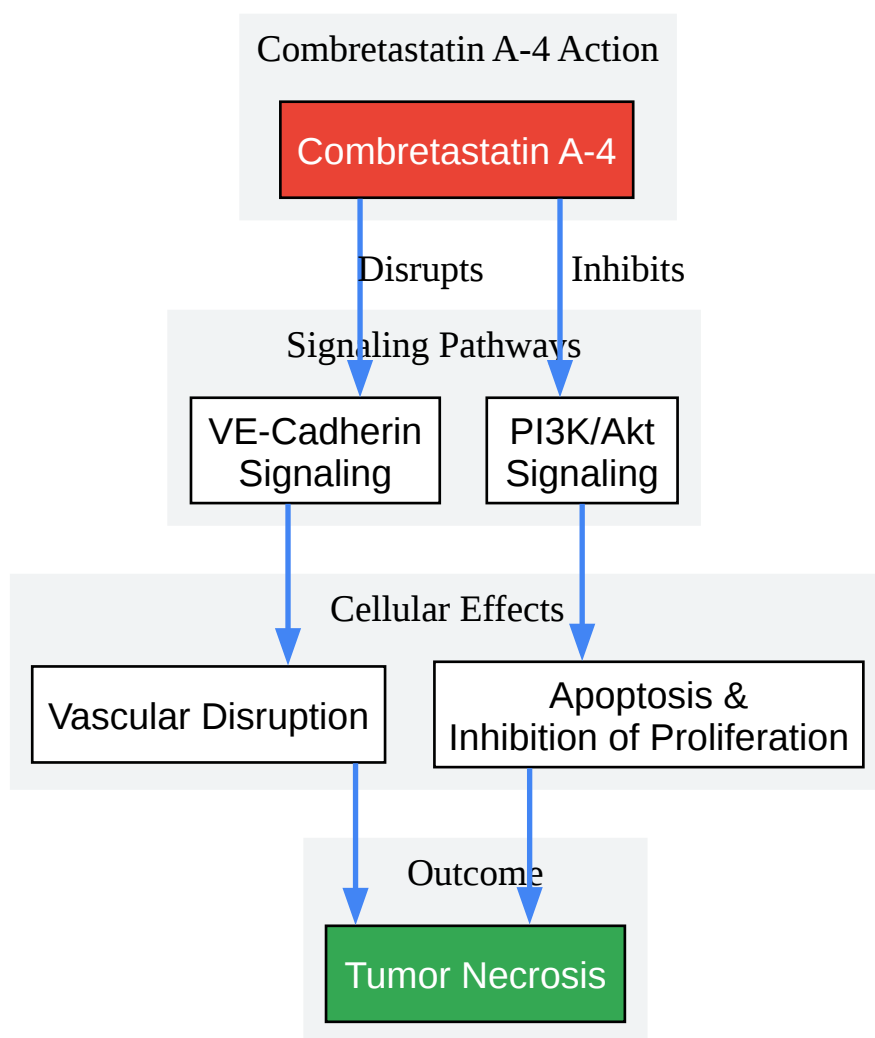 Combretastatin A-4 Action
Combretastatin A-4
Disrupts
Inhibits
Signaling Pathways
VE-Cadherin
Signaling
PI3K/Akt
Signaling
Cellular Effects
Vascular Disruption
Apoptosis &
Inhibition of Proliferation
Outcome
Tumor Necrosis